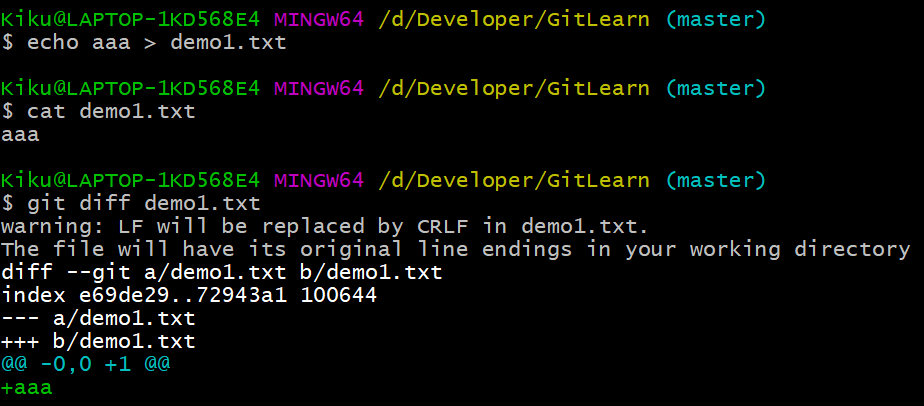 Kiku@LAPTOP-1KD568E4 MINGW64 /d/Developer/GitLearn (master)
$ echo aaa > demo1.txt
Kiku@LAPTOP-1KD568E4 MINGW64 /d/Developer/GitLearn (master)
$ cat demo1.txt
aaa
Kiku@LAPTOP-1KD568E4 MINGW64 /d/Developer/GitLearn (master)
$ git diff demo1.txt
warning: LF will be replaced by CRLF in demo1.txt.
The file will have its original line endings in your working directory
diff --git a/demo1.txt b/demo1.txt
index e69de29..72943a1 100644
--- a/demo1.txt
+++ b/demo1.txt
@@ -0,0 +1 @@
+aaa